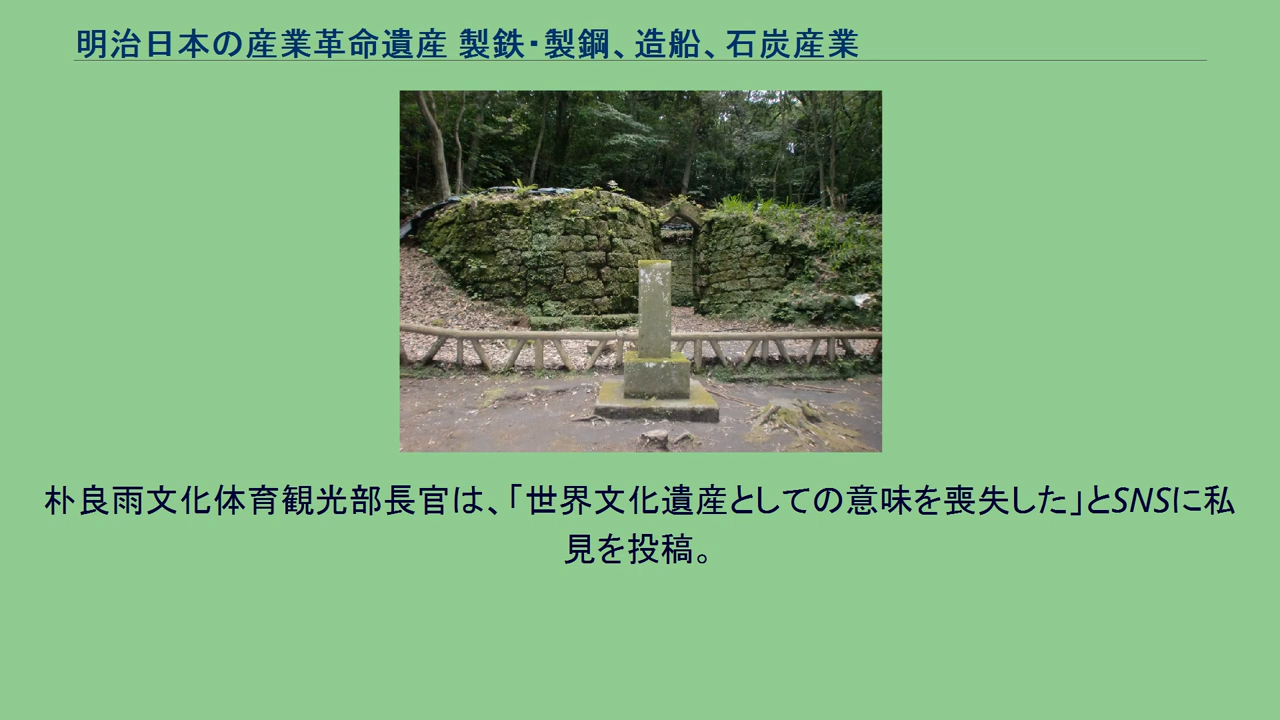 明治日本の産業革命遺産 製鉄・製鋼、造船、石炭産業
朴良雨文化体育観光部長官は、「世界文化遺産としての意味を喪失した」とSNSに私
見を投稿。